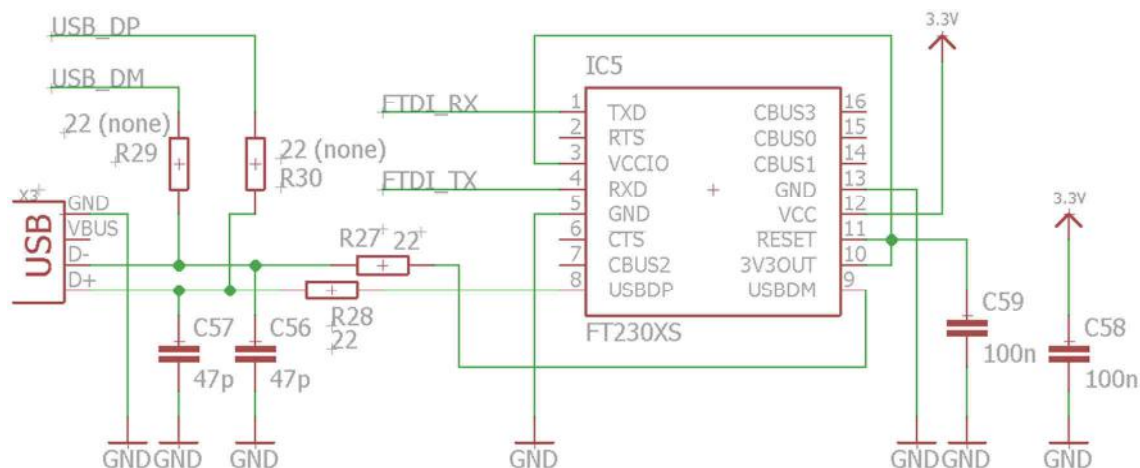 USB_DP
USB_DM
22 (none)
R29
22 (none)
R30
X3
USB
GND
VBUS
D-
D+
R27
22
R28
22
C57
47p
C56
47p
FTDI_RX
FTDI_TX
IC5
1 TXD
2 RTS
3 VCCIO
4 RXD
5 GND
6 CTS
7 CBUS2
8 USBDP
CBUS3 16
CBUS0 15
CBUS1 14
GND 13
VCC 12
RESET 11
3V3OUT 10
USBDM 9
FT230XS
3.3V
3.3V
C59
100n
C58
100n
GND
GND
GND
GND
GND
GND
GND